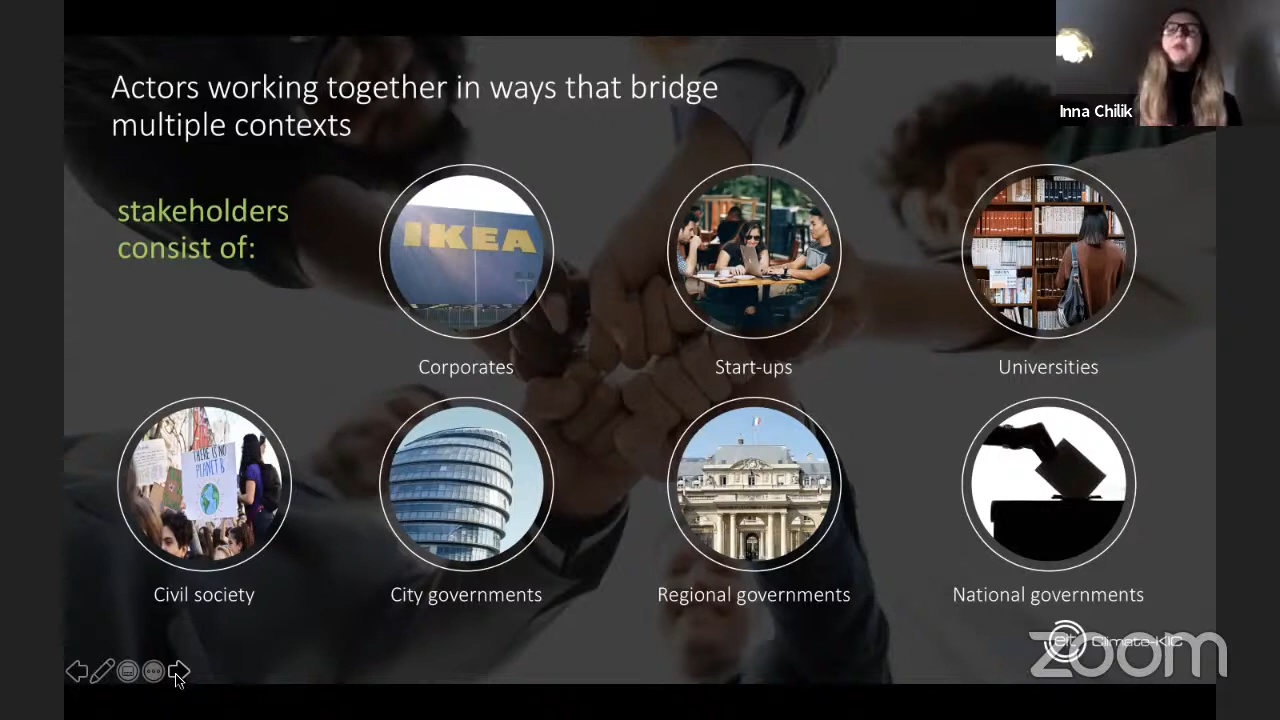 Actors working together in ways that bridge
multiple contexts
Inna Chilik
stakeholders
consist of:
IKEA
Corporates
Start-ups
Universities
THERE IS NO
PLANET B
Civil society
City governments
Regional governments
National governments
eit Climate-KIC
zoom